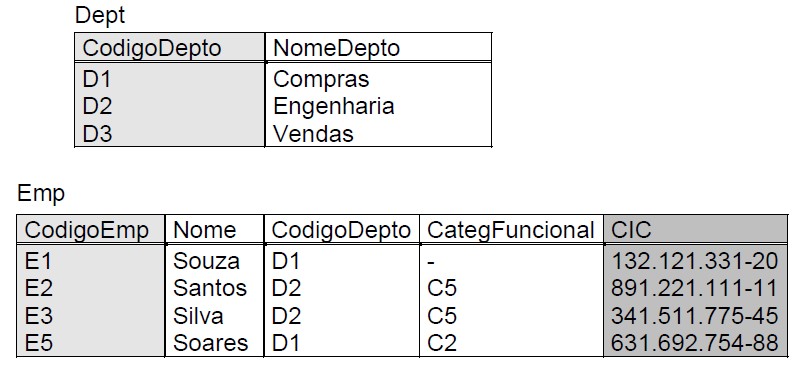 Dept
CodigoDepto NomeDepto
D1 Compras
D2 Engenharia
D3 Vendas
Emp
CodigoEmp Nome CodigoDepto CategFuncional CIC
E1 Souza D1 - 132.121.331-20
E2 Santos D2 C5 891.221.111-11
E3 Silva D2 C5 341.511.775-45
E5 Soares D1 C2 631.692.754-88